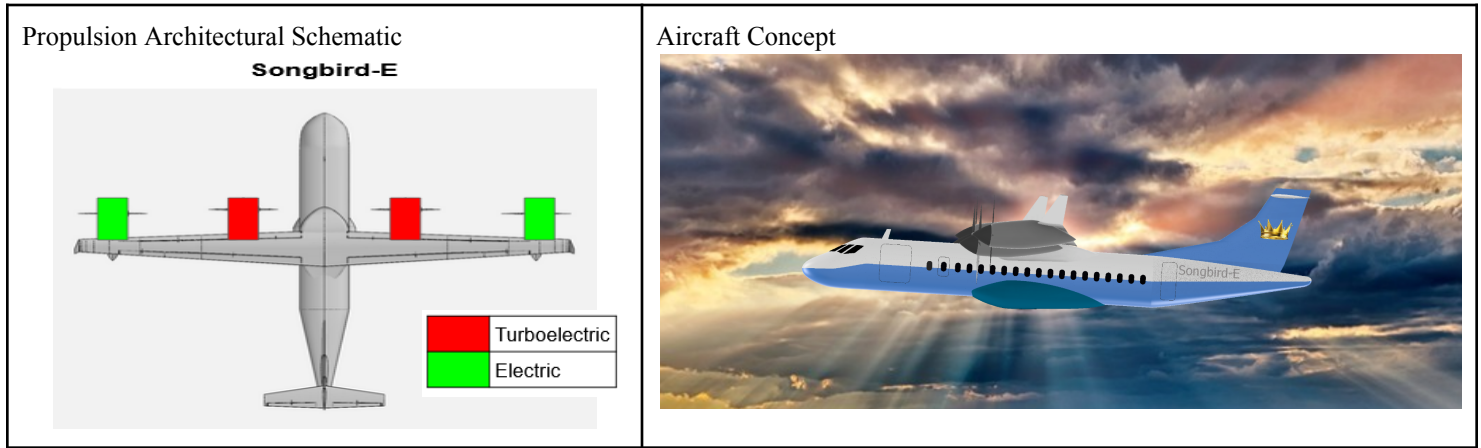 Propulsion Architectural Schematic
Songbird-E
Turboelectric
Electric
Aircraft Concept
Songbird-E